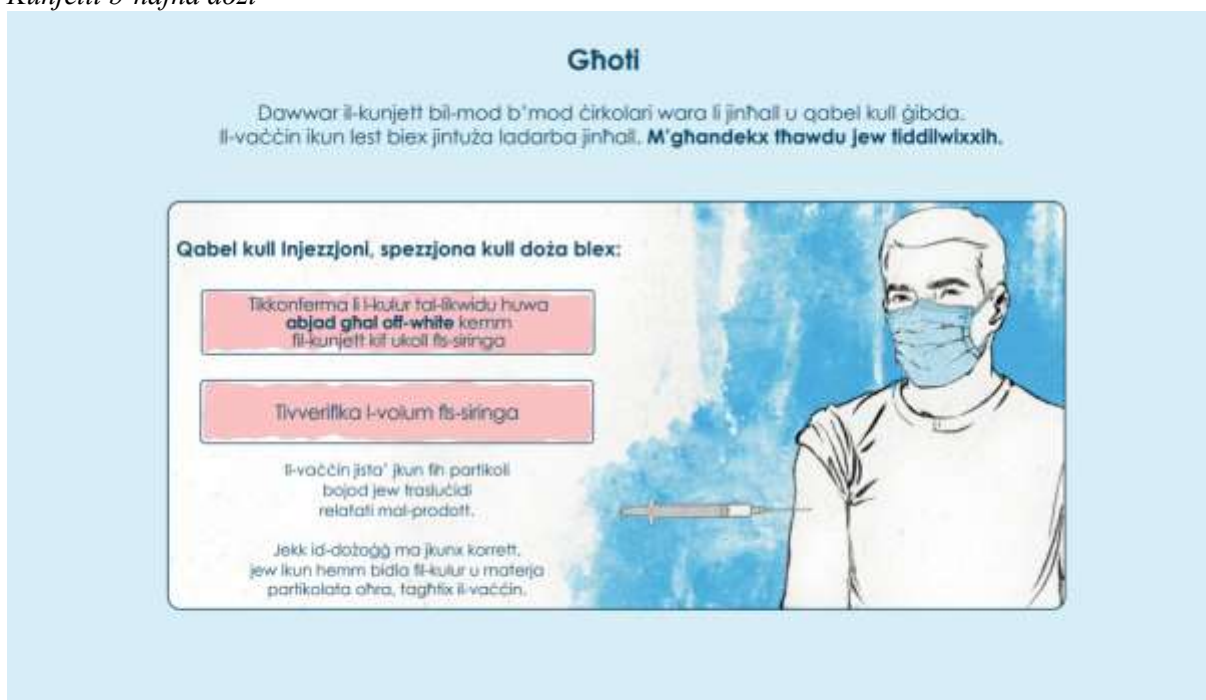 Kunjetti b'ħafna dożi
Għoti
Dawwar il-kunjett bil-mod b'mod ċirkolari wara li jinħall u qabel kull ġibda.
Il-vaċċin ikun lest biex jintuża ladarba jinħall. M'għandekx tħawdu jew tiddilwixxih.
Qabel kull Injezzjoni, spezzjona kull doża biex:
Tikkonferma li l-kulur tal-likwidu huwa
abjad għal off-white kemm
fil-kunjett kif ukoll fis-siringa
Tivverifika l-volum fis-siringa
Il-vaċċin jista' jkun fih partikoli
bojod jew trasluċidi
relatati mal-prodott.
Jekk id-dożaġġ ma jkunx korrett,
jew ikun hemm bidla fil-kulur u materja
partikolata oħra, tagħtix il-vaċċin.